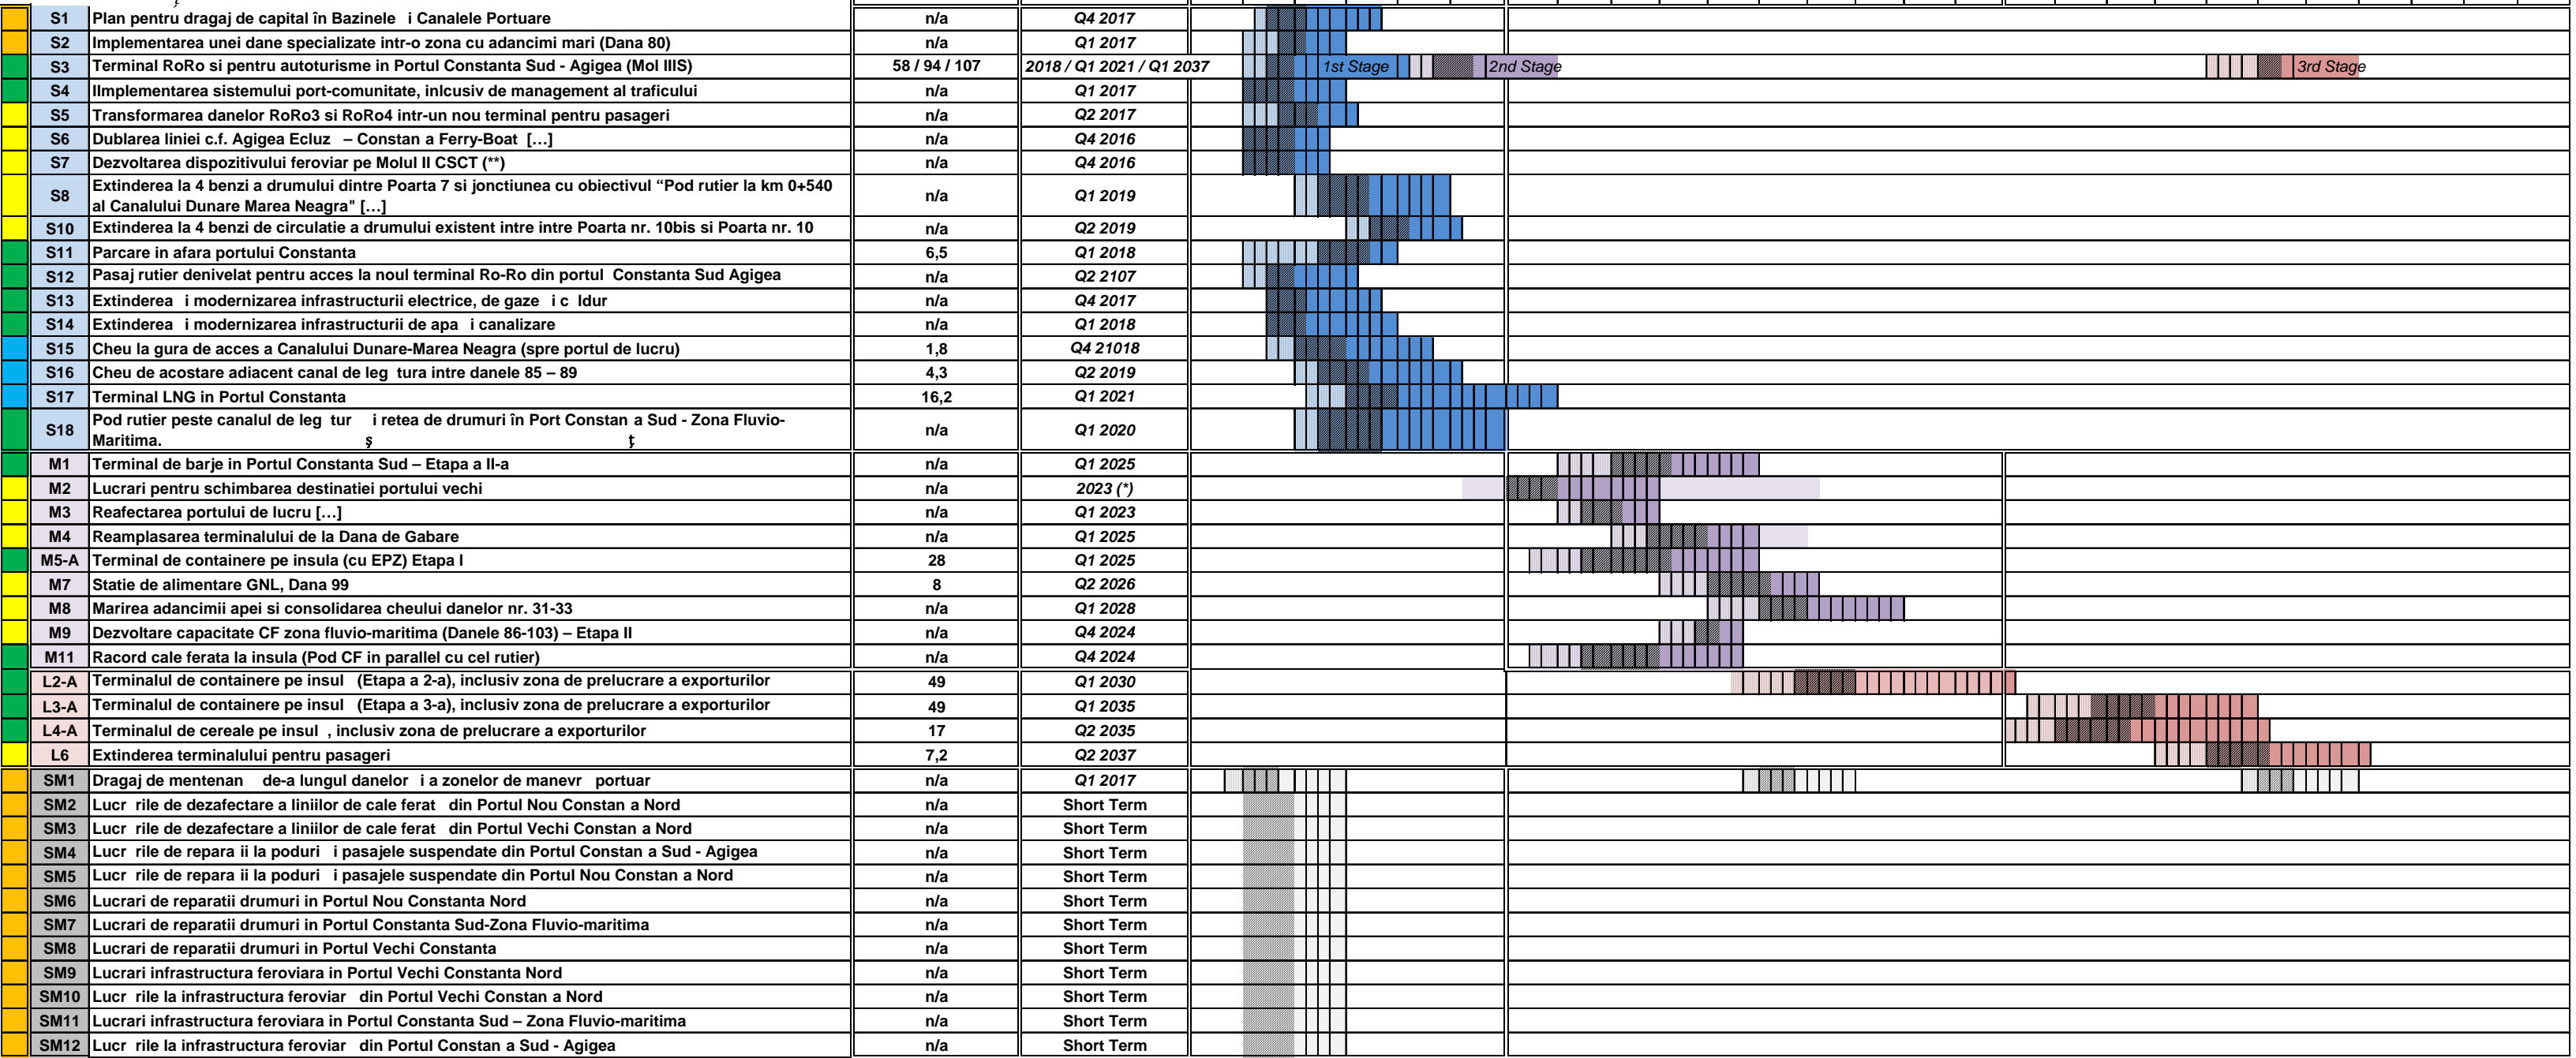 S1 Plan pentru dragaj de capital în Bazinele i Canalele Portuare n/a Q4 2017
S2 Implementarea unei dane specializate intr-o zona cu adancimi mari (Dana 80) n/a Q1 2017
S3 Terminal RoRo si pentru autoturisme in Portul Constanta Sud - Agigea (Mol IIIS) 58 / 94 / 107 2018 / Q1 2021 / Q1 2037 1st Stage 2nd Stage 3rd Stage
S4 IImplementarea sistemului port-comunitate, inlcusiv de management al traficului n/a Q1 2017
S5 Transformarea danelor RoRo3 si RoRo4 intr-un nou terminal pentru pasageri n/a Q2 2017
S6 Dublarea liniei c.f. Agigea Ecluz – Constan a Ferry-Boat […] n/a Q4 2016
S7 Dezvoltarea dispozitivului feroviar pe Molul II CSCT (**) n/a Q4 2016
S8 Extinderea la 4 benzi a drumului dintre Poarta 7 si jonctiunea cu obiectivul “Pod rutier la km 0+540
al Canalului Dunare Marea Neagra" […] n/a Q1 2019
S10 Extinderea la 4 benzi de circulatie a drumului existent intre intre Poarta nr. 10bis si Poarta nr. 10 n/a Q2 2019
S11 Parcare in afara portului Constanta 6,5 Q1 2018
S12 Pasaj rutier denivelat pentru acces la noul terminal Ro-Ro din portul Constanta Sud Agigea n/a Q2 2107
S13 Extinderea i modernizarea infrastructurii electrice, de gaze i c ldur n/a Q4 2017
S14 Extinderea i modernizarea infrastructurii de apa i canalizare n/a Q1 2018
S15 Cheu la gura de acces a Canalului Dunare-Marea Neagra (spre portul de lucru) 1,8 Q4 21018
S16 Cheu de acostare adiacent canal de leg tura intre danele 85 – 89 4,3 Q2 2019
S17 Terminal LNG in Portul Constanta 16,2 Q1 2021
S18 Pod rutier peste canalul de leg tur i retea de drumuri în Port Constan a Sud - Zona Fluvio-
Maritima. ş ţ n/a Q1 2020
M1 Terminal de barje in Portul Constanta Sud – Etapa a II-a n/a Q1 2025
M2 Lucrari pentru schimbarea destinatiei portului vechi n/a 2023 (*)
M3 Reafectarea portului de lucru […] n/a Q1 2023
M4 Reamplasarea terminalului de la Dana de Gabare n/a Q1 2025
M5-A Terminal de containere pe insula (cu EPZ) Etapa I 28 Q1 2025
M7 Statie de alimentare GNL, Dana 99 8 Q2 2026
M8 Marirea adancimii apei si consolidarea cheului danelor nr. 31-33 n/a Q1 2028
M9 Dezvoltare capacitate CF zona fluvio-maritima (Danele 86-103) – Etapa II n/a Q4 2024
M11 Racord cale ferata la insula (Pod CF in parallel cu cel rutier) n/a Q4 2024
L2-A Terminalul de containere pe insul (Etapa a 2-a), inclusiv zona de prelucrare a exporturilor 49 Q1 2030
L3-A Terminalul de containere pe insul (Etapa a 3-a), inclusiv zona de prelucrare a exporturilor 49 Q1 2035
L4-A Terminalul de cereale pe insul , inclusiv zona de prelucrare a exporturilor 17 Q2 2035
L6 Extinderea terminalului pentru pasageri 7,2 Q2 2037
SM1 Dragaj de mentenan de-a lungul danelor i a zonelor de manevr portuar n/a Q1 2017
SM2 Lucr rile de dezafectare a liniilor de cale ferat din Portul Nou Constan a Nord n/a Short Term
SM3 Lucr rile de dezafectare a liniilor de cale ferat din Portul Vechi Constan a Nord n/a Short Term
SM4 Lucr rile de repara ii la poduri i pasajele suspendate din Portul Constan a Sud - Agigea n/a Short Term
SM5 Lucr rile de repara ii la poduri i pasajele suspendate din Portul Nou Constan a Nord n/a Short Term
SM6 Lucrari de reparatii drumuri in Portul Nou Constanta Nord n/a Short Term
SM7 Lucrari de reparatii drumuri in Portul Constanta Sud-Zona Fluvio-maritima n/a Short Term
SM8 Lucrari de reparatii drumuri in Portul Vechi Constanta n/a Short Term
SM9 Lucrari infrastructura feroviara in Portul Vechi Constanta Nord n/a Short Term
SM10 Lucr rile la infrastructura feroviar din Portul Vechi Constan a Nord n/a Short Term
SM11 Lucrari infrastructura feroviara in Portul Constanta Sud – Zona Fluvio-maritima n/a Short Term
SM12 Lucr rile la infrastructura feroviar din Portul Constan a Sud - Agigea n/a Short Term